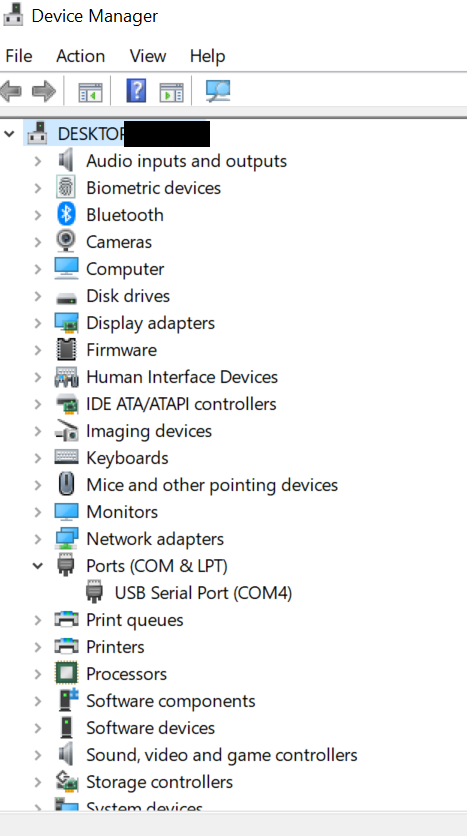 Device Manager
File Action View Help
DESKTOP
Audio inputs and outputs
Biometric devices
Bluetooth
Cameras
Computer
Disk drives
Display adapters
Firmware
Human Interface Devices
IDE ATA/ATAPI controllers
Imaging devices
Keyboards
Mice and other pointing devices
Monitors
Network adapters
Ports (COM & LPT)
USB Serial Port (COM4)
Print queues
Printers
Processors
Software components
Software devices
Sound, video and game controllers
Storage controllers
System devices